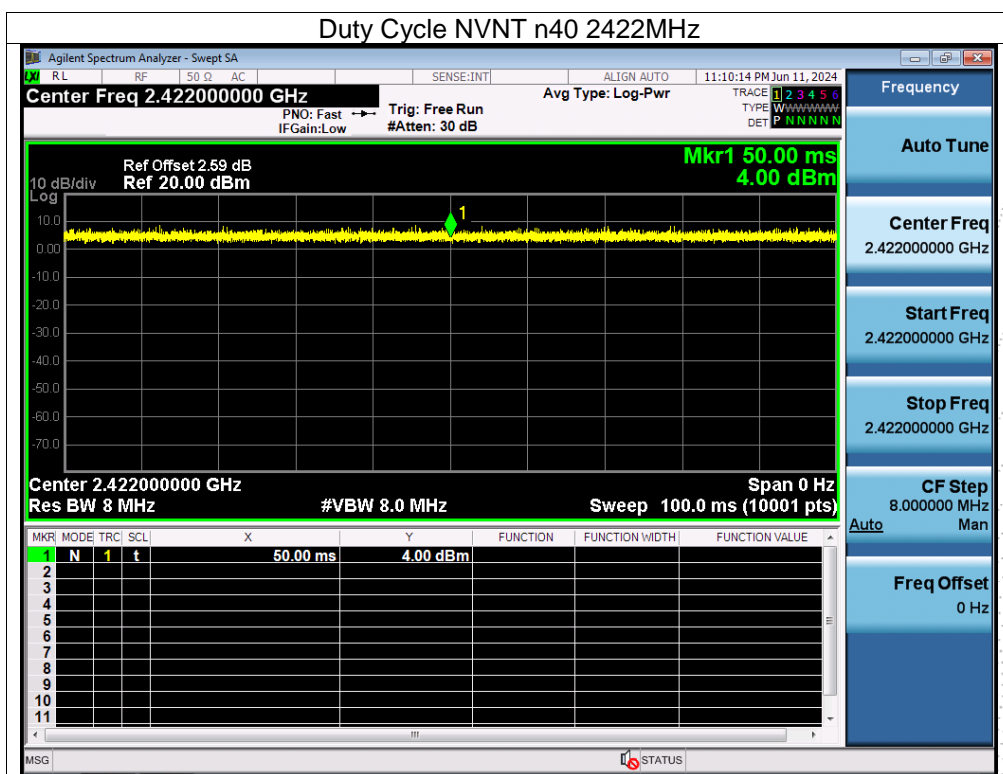 Duty Cycle NVNT n40 2422MHz
Agilent Spectrum Analyzer - Swept SA
LXI RL RF 50 Ω AC SENSE:INT ALIGN AUTO 11:10:14 PM Jun 11, 2024
Center Freq 2.422000000 GHz
PNO: Fast
IFGain:Low
Trig: Free Run
#Atten: 30 dB
Avg Type: Log-Pwr
TRACE 1 2 3 4 5 6
TYPE WWWWWW
DET P N N N N N
Mkr1 50.00 ms
4.00 dBm
Ref Offset 2.59 dB
10 dB/div Ref 20.00 dBm
Log
1
10.0
0.00
-10.0
-20.0
-30.0
-40.0
-50.0
-60.0
-70.0
Center 2.422000000 GHz Span 0 Hz
Res BW 8 MHz #VBW 8.0 MHz Sweep 100.0 ms (10001 pts)
MKR MODE TRC SCL X Y FUNCTION FUNCTION WIDTH FUNCTION VALUE
1 N 1 t 50.00 ms 4.00 dBm
2
3
4
5
6
7
8
9
10
11
MSG STATUS
Frequency
Auto Tune
Center Freq
2.422000000 GHz
Start Freq
2.422000000 GHz
Stop Freq
2.422000000 GHz
CF Step
8.000000 MHz
Auto Man
Freq Offset
0 Hz